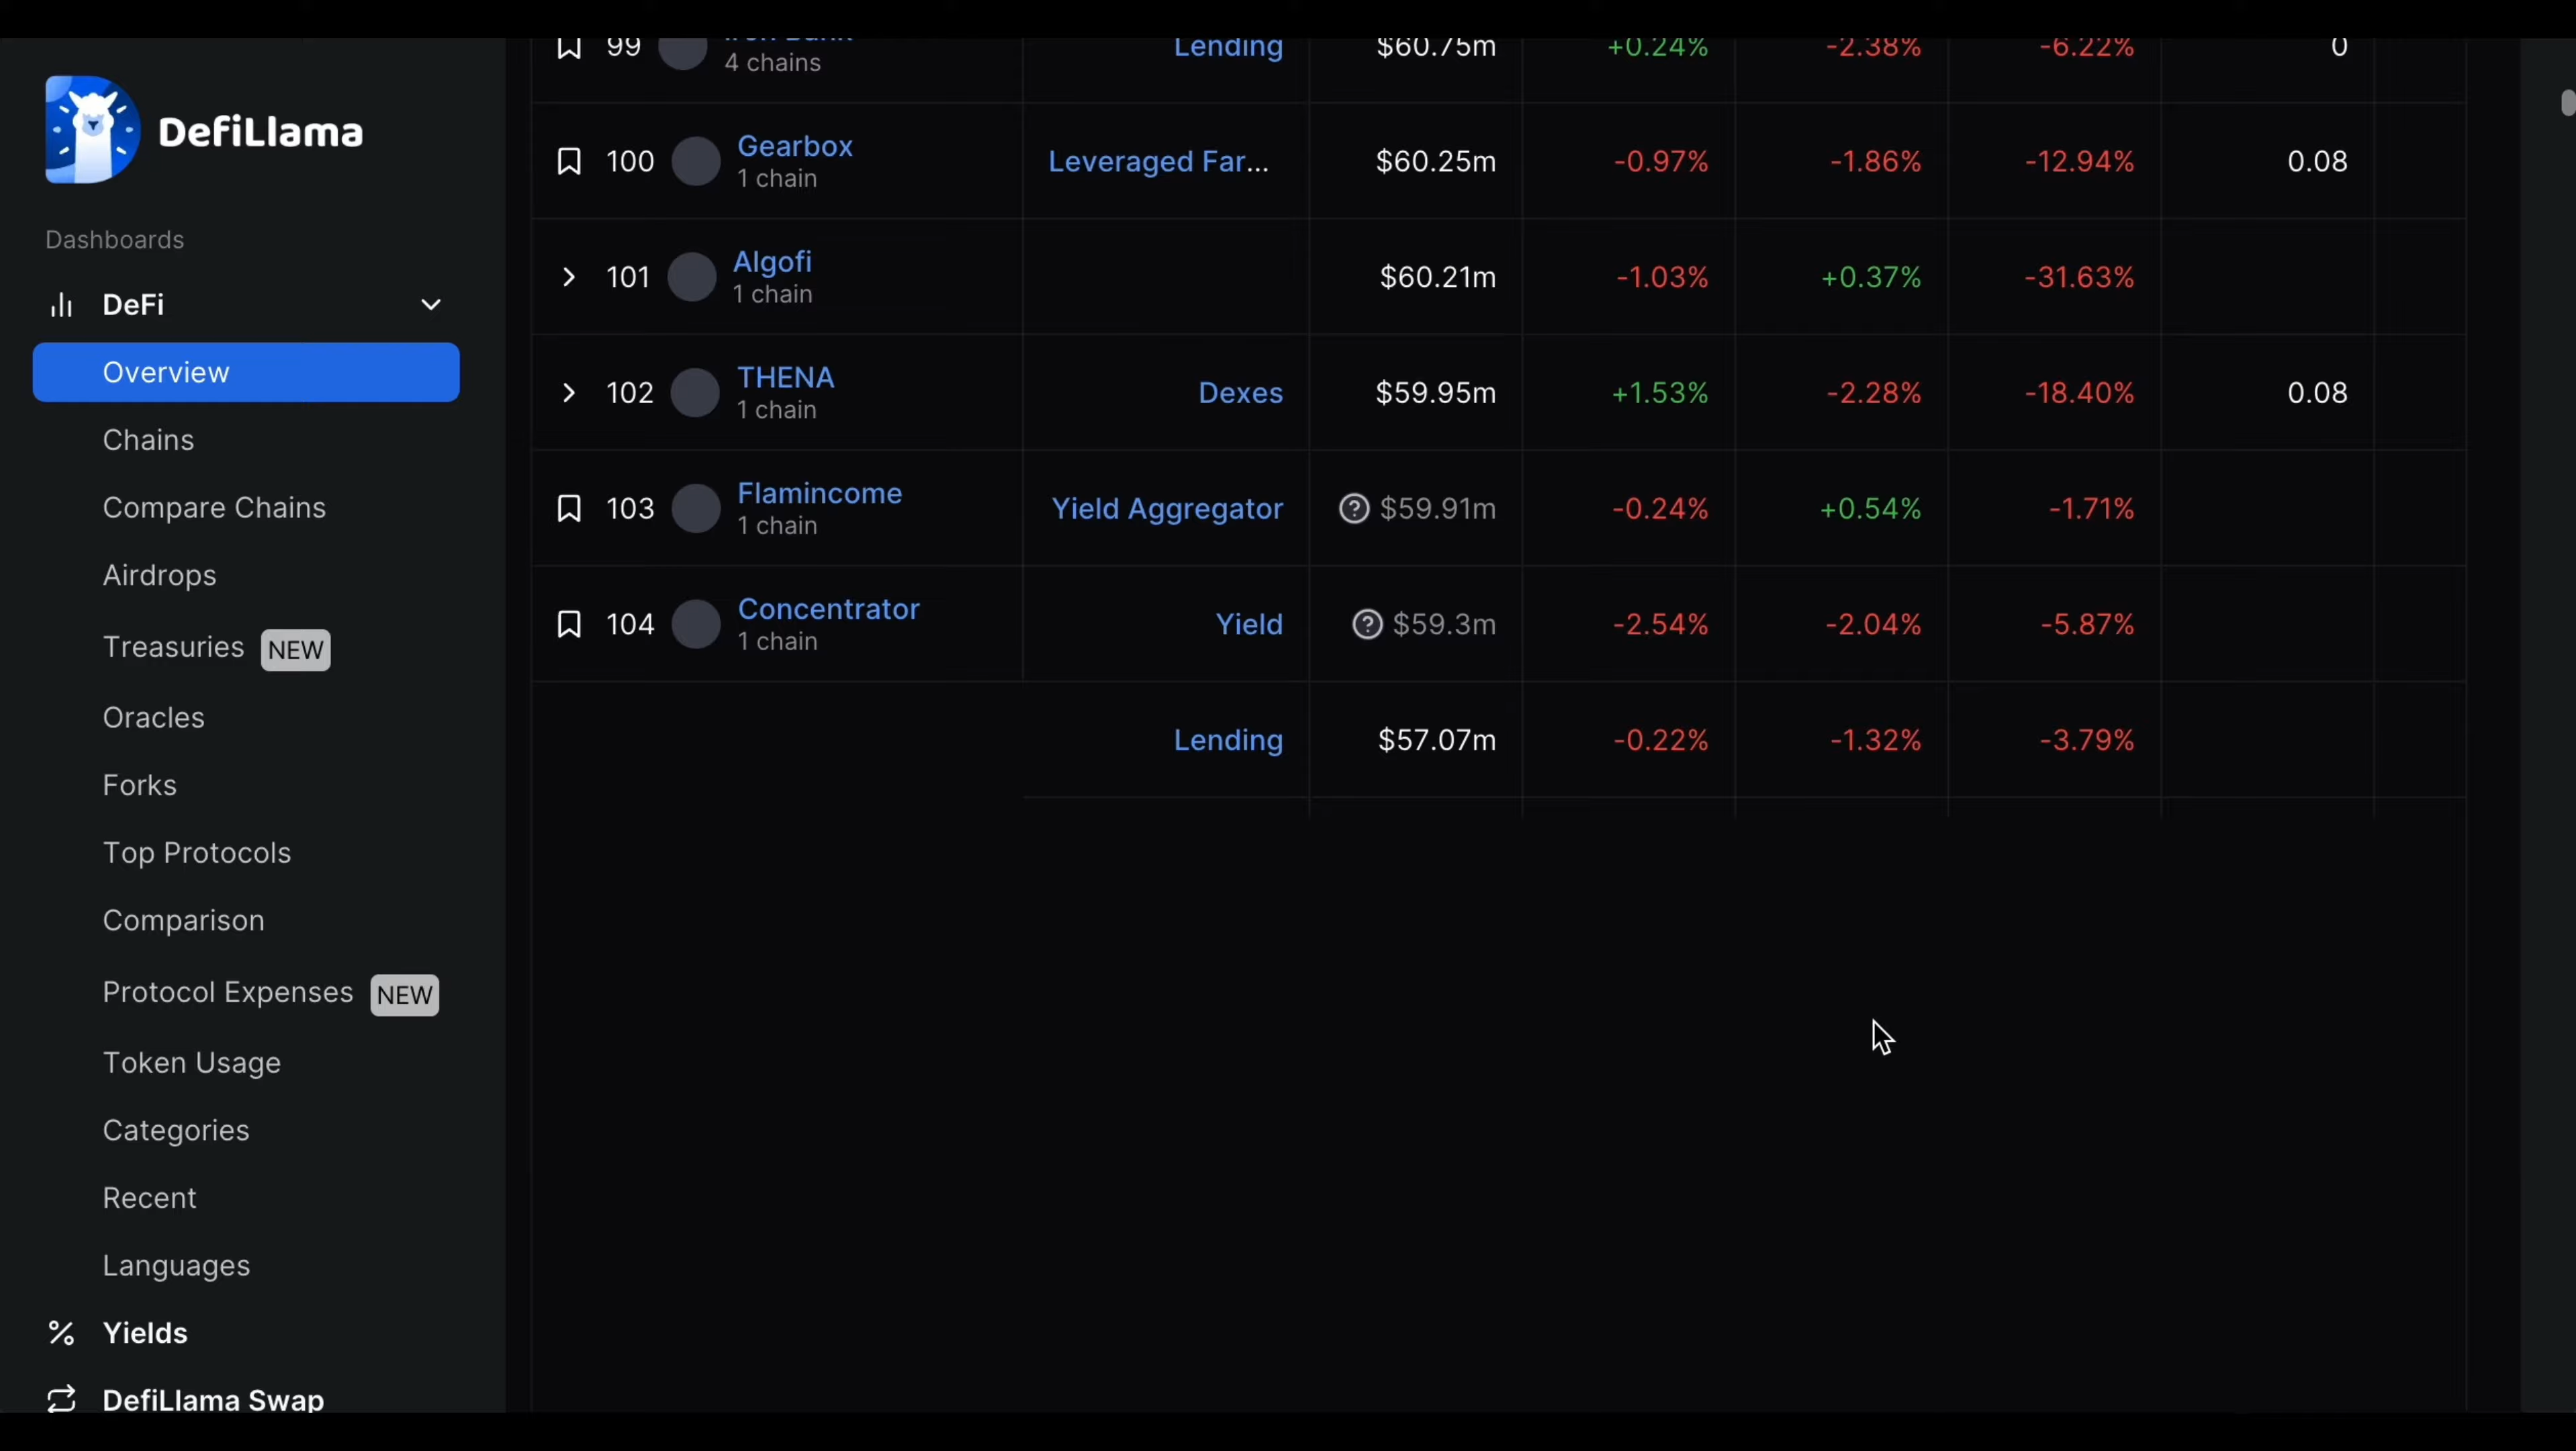 DefiLlama
Dashboards
DeFi
Overview
Chains
Compare Chains
Airdrops
Treasuries NEW
Oracles
Forks
Top Protocols
Comparison
Protocol Expenses NEW
Token Usage
Categories
Recent
Languages
Yields
DefiLlama Swap
99 Iron Bank Lending $60.75m +0.24% -2.38% -6.22% 0
4 chains
100 Gearbox Leveraged Far... $60.25m -0.97% -1.86% -12.94% 0.08
1 chain
101 Algofi $60.21m -1.03% +0.37% -31.63%
1 chain
102 THENA Dexes $59.95m +1.53% -2.28% -18.40% 0.08
1 chain
103 Flamincome Yield Aggregator $59.91m -0.24% +0.54% -1.71%
1 chain
104 Concentrator Yield $59.3m -2.54% -2.04% -5.87%
1 chain
Lending $57.07m -0.22% -1.32% -3.79%